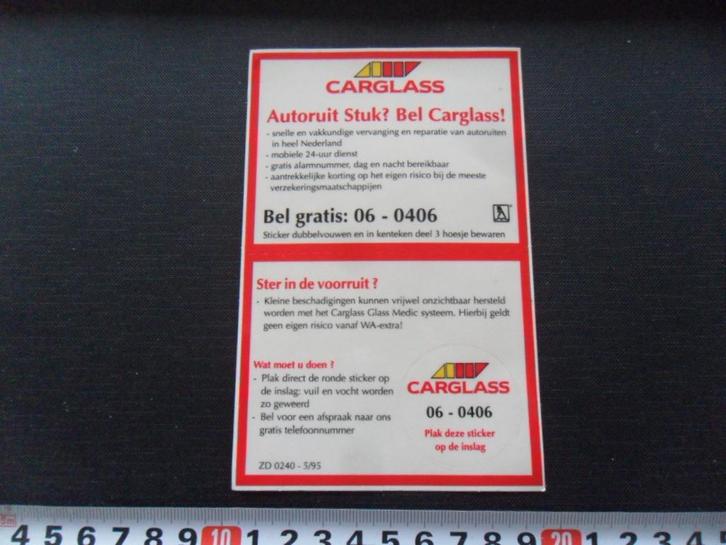 CARGLASS
Autoruit Stuk? Bel Carglass!
- snelle en vakkundige vervanging en reparatie van autoruiten
in heel Nederland
- mobiele 24-uur dienst
- gratis alarmnummer, dag en nacht bereikbaar
- aantrekkelijke korting op het eigen risico bij de meeste
verzekeringsmaatschappijen
Bel gratis: 06 - 0406
Sticker dubbelvouwen en in kenteken deel 3 hoesje bewaren
Ster in de voorruit ?
- Kleine beschadigingen kunnen vrijwel onzichtbaar hersteld
worden met het Carglass Glass Medic systeem. Hierbij geldt
geen eigen risico vanaf WA-extra!
Wat moet u doen ?
- Plak direct de ronde sticker op
de inslag: vuil en vocht worden
zo geweerd
- Bel voor een afspraak naar ons
gratis telefoonnummer
ZD 0240 - 5/95
CARGLASS
06 - 0406
Plak deze sticker
op de inslag
4 5 6 7 8 9 10 1 2 3 4 5 6 7 8 9 20 1 2 3 4